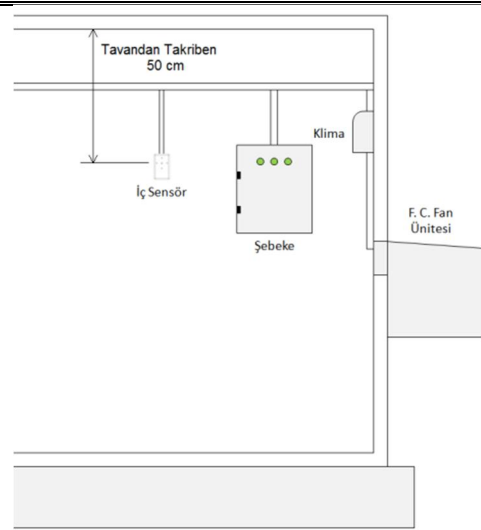 Tavandan Takriben
50 cm
Klima
İç Sensör
Şebeke
F. C. Fan
Ünitesi